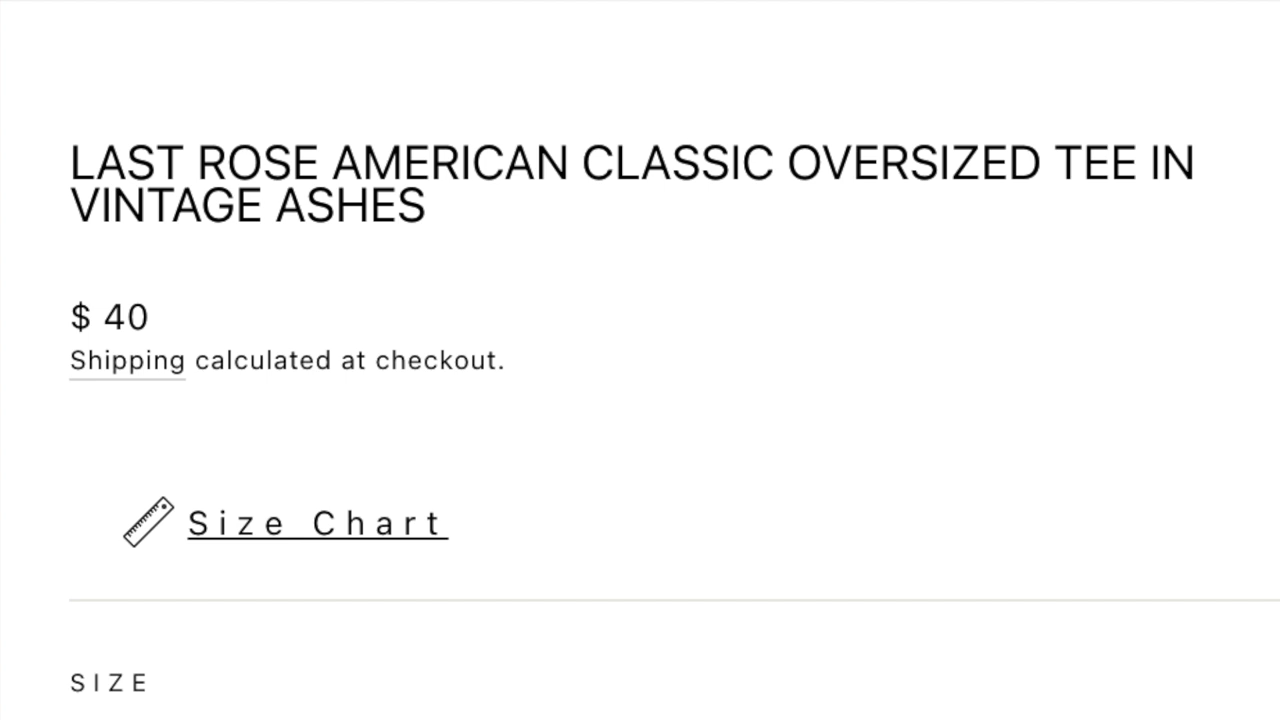 LAST ROSE AMERICAN CLASSIC OVERSIZED TEE IN
VINTAGE ASHES
$ 40
Shipping calculated at checkout.
Size Chart
SIZE